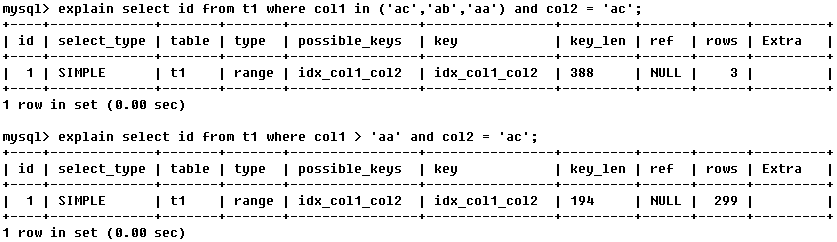 mysql> explain select id from t1 where col1 in ('ac','ab','aa') and col2 = 'ac';
+----+-------------+-------+-------+---------------+---------------+---------+------+------+-------+
| id | select_type | table | type | possible_keys | key | key_len | ref | rows | Extra |
+----+-------------+-------+-------+---------------+---------------+---------+------+------+-------+
| 1 | SIMPLE | t1 | range | idx_col1_col2 | idx_col1_col2 | 388 | NULL | 3 | |
+----+-------------+-------+-------+---------------+---------------+---------+------+------+-------+
1 row in set (0.00 sec)
mysql> explain select id from t1 where col1 > 'aa' and col2 = 'ac';
+----+-------------+-------+-------+---------------+---------------+---------+------+------+-------+
| id | select_type | table | type | possible_keys | key | key_len | ref | rows | Extra |
+----+-------------+-------+-------+---------------+---------------+---------+------+------+-------+
| 1 | SIMPLE | t1 | range | idx_col1_col2 | idx_col1_col2 | 194 | NULL | 299 | |
+----+-------------+-------+-------+---------------+---------------+---------+------+------+-------+
1 row in set (0.00 sec)